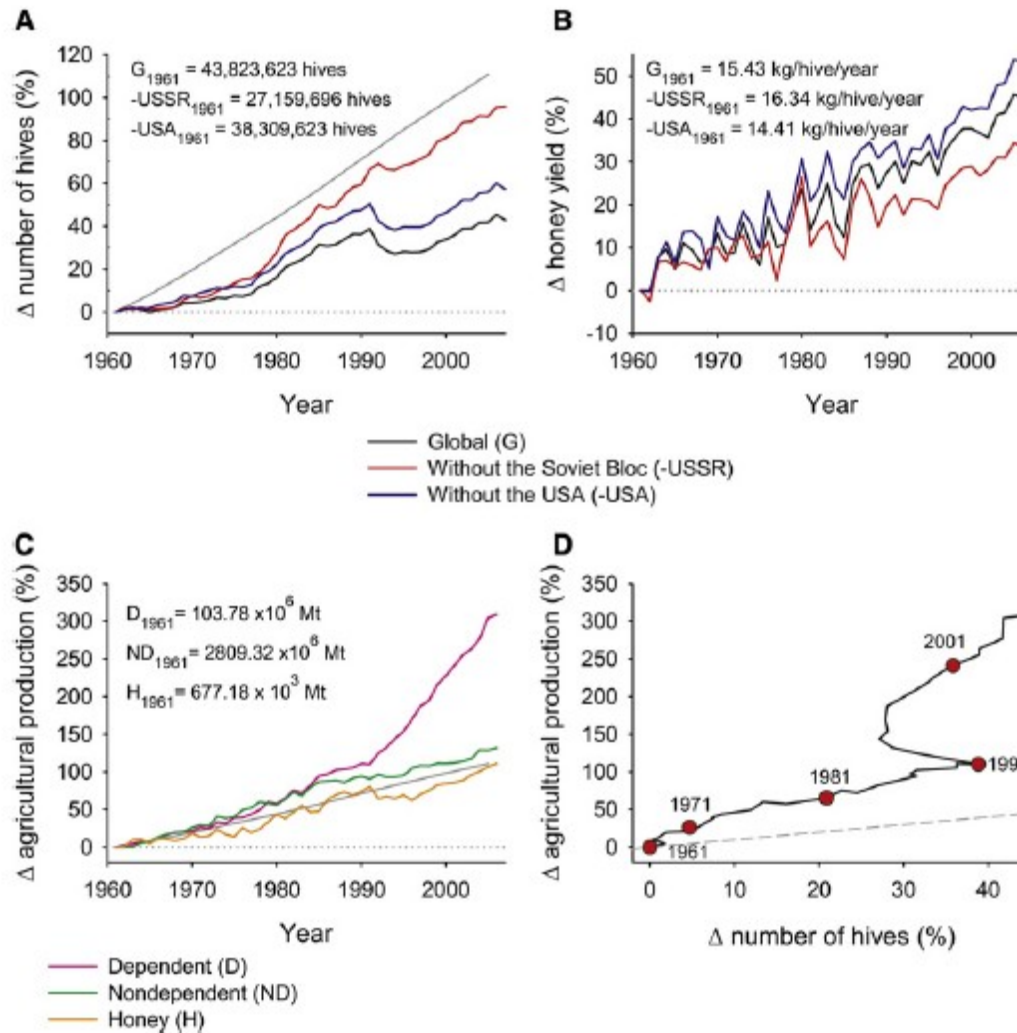 A
Δ number of hives (%)
120
100
80
60
40
20
0
G1961 = 43,823,623 hives
-USSR1961 = 27,159,696 hives
-USA1961 = 38,309,623 hives
1960 1970 1980 1990 2000
Year
B
Δ honey yield (%)
50
40
30
20
10
0
-10
G1961 = 15.43 kg/hive/year
-USSR1961 = 16.34 kg/hive/year
-USA1961 = 14.41 kg/hive/year
1960 1970 1980 1990 2000
Year
Global (G)
Without the Soviet Bloc (-USSR)
Without the USA (-USA)
C
Δ agricultural production (%)
350
300
250
200
150
100
50
0
D1961= 103.78 x10^6 Mt
ND1961= 2809.32 x10^6 Mt
H1961= 677.18 x 10^3 Mt
1960 1970 1980 1990 2000
Year
Dependent (D)
Nondependent (ND)
Honey (H)
D
Δ agricultural production (%)
350
300
250
200
150
100
50
0
2001
199
1981
1971
1961
0 10 20 30 40
Δ number of hives (%)